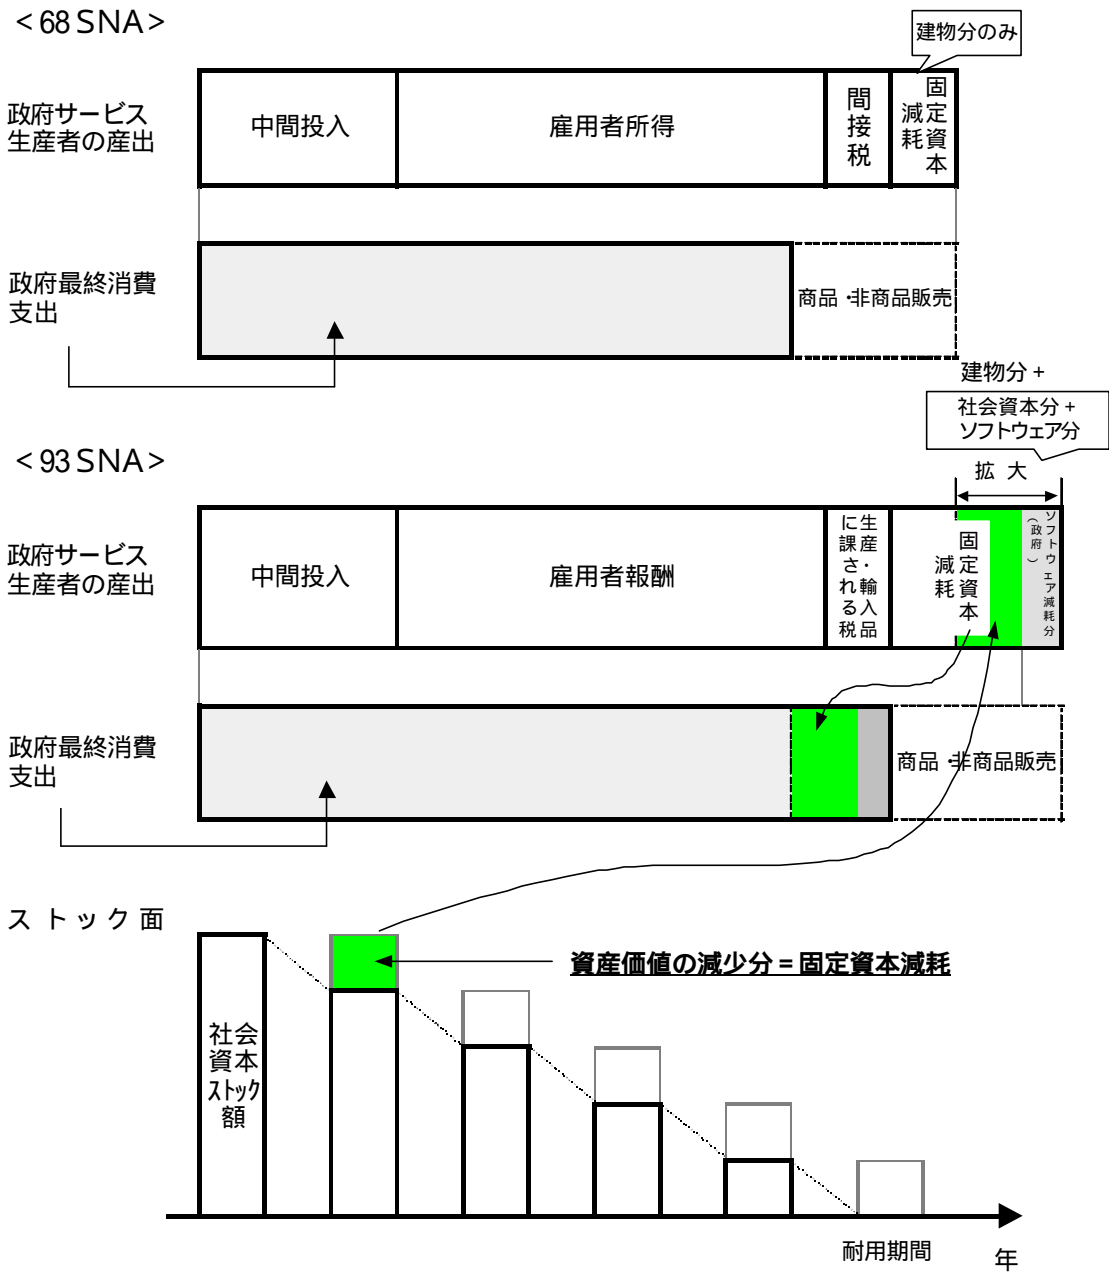 <68 SNA>
建物分のみ
政府サービス
生産者の産出
中間投入
雇用者所得
間接税
固定資本
減耗
政府最終消費
支出
商品・非商品販売
建物分+
社会資本分+
ソフトウェア分
<93 SNA>
拡 大
政府サービス
生産者の産出
中間投入
雇用者報酬
生産・輸入品
に課される税
固定資本
減耗
ソフトウェア減耗分
(政府)
政府最終消費
支出
商品・非商品販売
ストック面
資産価値の減少分=固定資本減耗
社会
資本
ストック
額
耐用期間
年